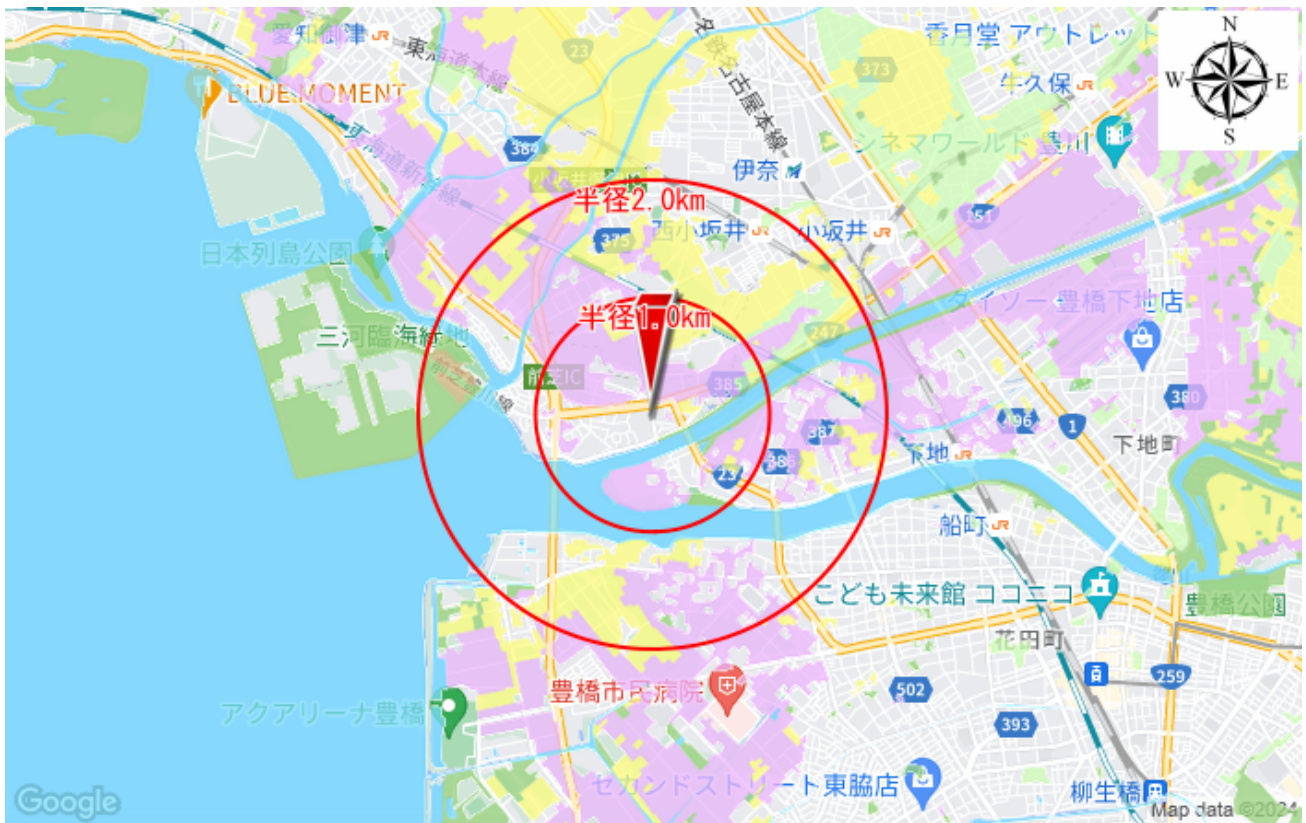 愛知御津
JR
東海道本線
23
名鉄名古屋本線
香月堂 アウトレット
373
牛久保
JR
N
W
E
S
BLUE MOMENT
東海道新幹線
384
シネマワールド 豊川
伊奈
半径2.0km
375
西小坂井
JR
小坂井
JR
151
日本列島公園
ダイソー 豊橋下地店
半径1.0km
三河臨海緑地
247
前芝IC
385
380
387
496
1
386
下地
JR
下地町
23
船町
JR
こども未来館 ココニコ
豊橋公園
花田町
豊橋市民病院
259
502
アクアリーナ豊橋
393
セカンドストリート東脇店
柳生橋
Google
Map data ©2024